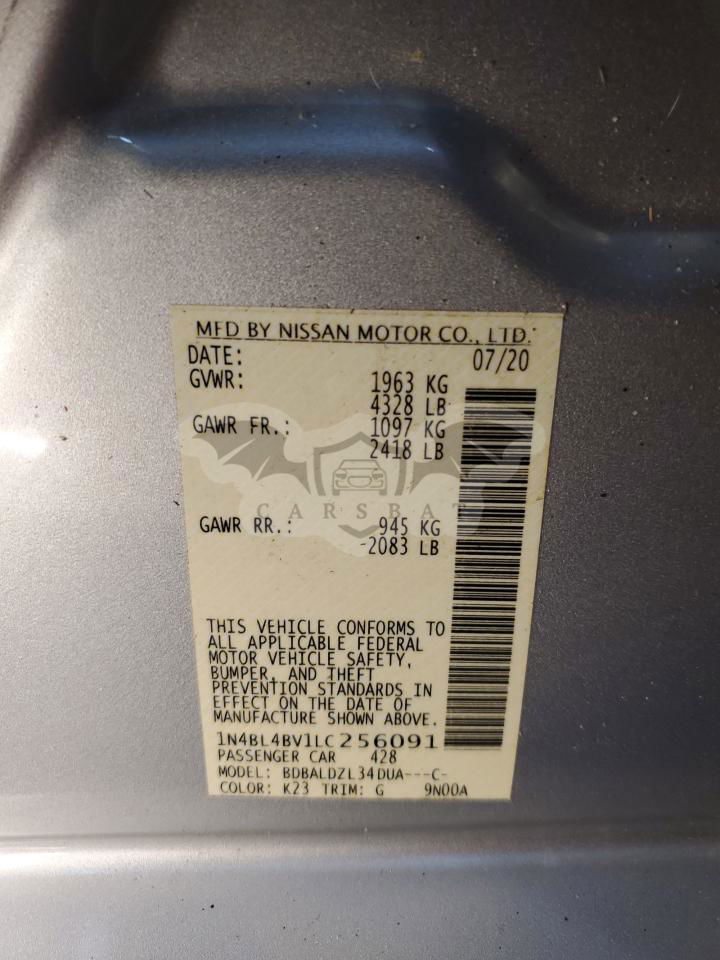 MFD BY NISSAN MOTOR CO., LTD.
DATE: 07/20
GVWR: 1963 KG
4328 LB
GAWR FR.: 1097 KG
2418 LB
CARSBAT
GAWR RR.: 945 KG
-2083 LB
THIS VEHICLE CONFORMS TO
ALL APPLICABLE FEDERAL
MOTOR VEHICLE SAFETY,
BUMPER, AND THEFT
PREVENTION STANDARDS IN
EFFECT ON THE DATE OF
MANUFACTURE SHOWN ABOVE.
1N4BL4BV1LC256091
PASSENGER CAR 428
MODEL: BDBALDZL34DUA---C-
COLOR: K23 TRIM: G 9N00A